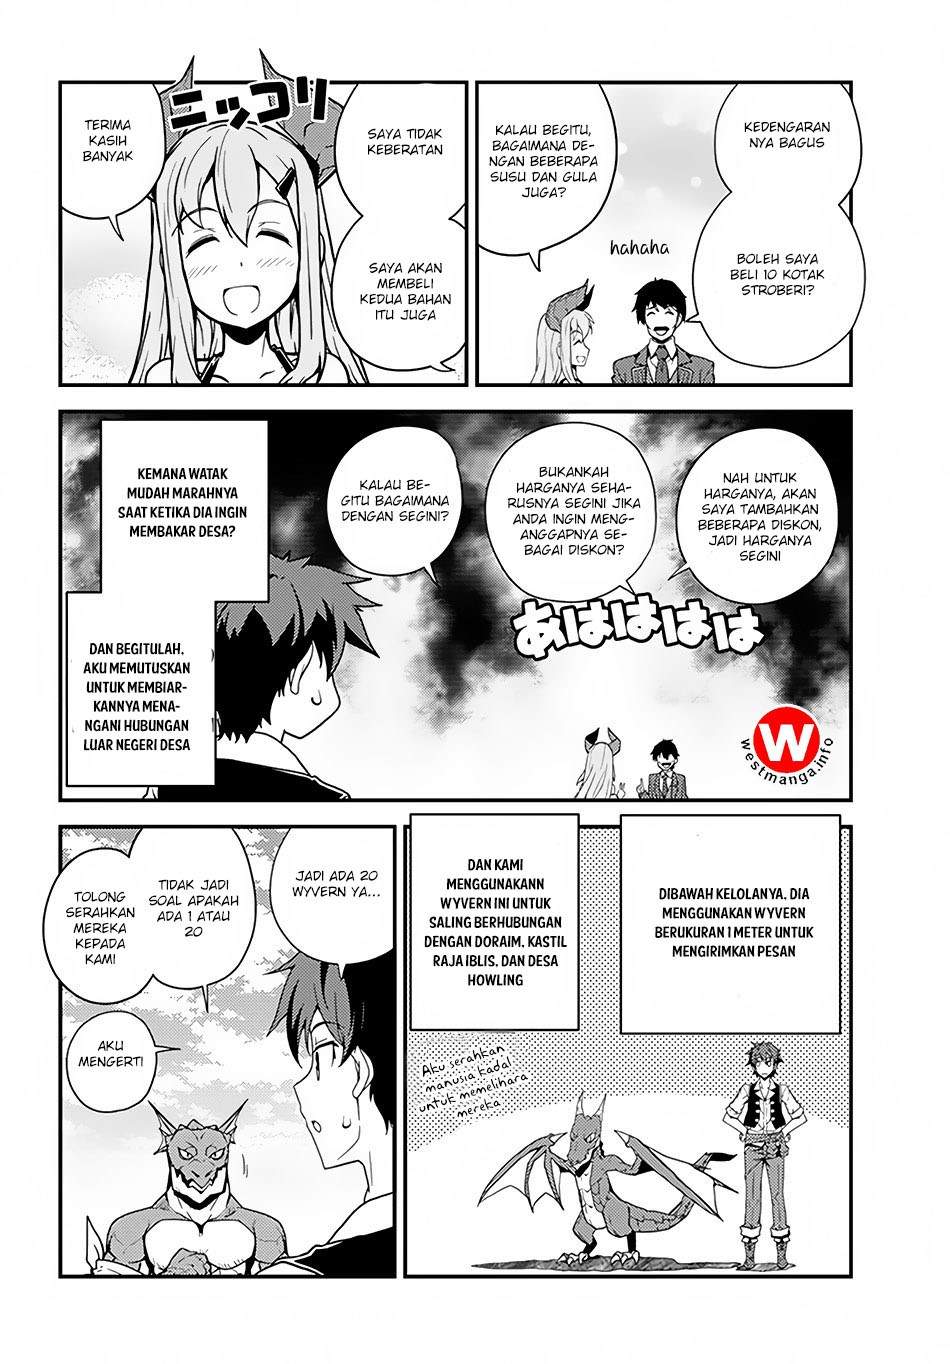 KEDENGARAN
NYA BAGUS
BOLEH SAYA
BELI 10 KOTAK
STROBERI?
KALAU BEGITU,
BAGAIMANA DE-
NGAN BEBERAPA
SUSU DAN GULA
JUGA?
hahaha
SAYA TIDAK
KEBERATAN
SAYA AKAN
MEMBELI
KEDUA BAHAN
ITU JUGA
ニッコリ
TERIMA
KASIH
BANYAK
NAH UNTUK
HARGANYA, AKAN
SAYA TAMBAHKAN
BEBERAPA DISKON,
JADI HARGANYA
SEGINI
BUKANKAH
HARGANYA SEHA-
RUSNYA SEGINI JIKA
ANDA INGIN MENG-
ANGGAPNYA SE-
BAGAI DISKON?
KALAU BE-
GITU BAGAIMANA
DENGAN SEGINI?
あはははは
KEMANA WATAK
MUDAH MARAHNYA
SAAT KETIKA DIA INGIN
MEMBAKAR DESA?
DAN BEGITULAH,
AKU MEMUTUSKAN
UNTUK MEMBIAR-
KANNYA MENA-
NGANI HUBUNGAN
LUAR NEGERI DESA
W
westmanga.info
DIBAWAH KELOLANYA, DIA
MENGGUNAKAN WYVERN
BERUKURAN 1 METER UNTUK
MENGIRIMKAN PESAN
DAN KAMI
MENGGUNAKANN
WYVERN INI UNTUK
SALING BERHUBUNGAN
DENGAN DORAIM, KASTIL
RAJA IBLIS, DAN DESA
HOWLING
Aku serahkan
manusia kadal
untuk memelihara
mereka
JADI ADA 20
WYVERN YA...
TIDAK JADI
SOAL APAKAH
ADA 1 ATAU
20
TOLONG
SERAHKAN
MEREKA
KEPADA
KAMI
AKU
MENGERTI